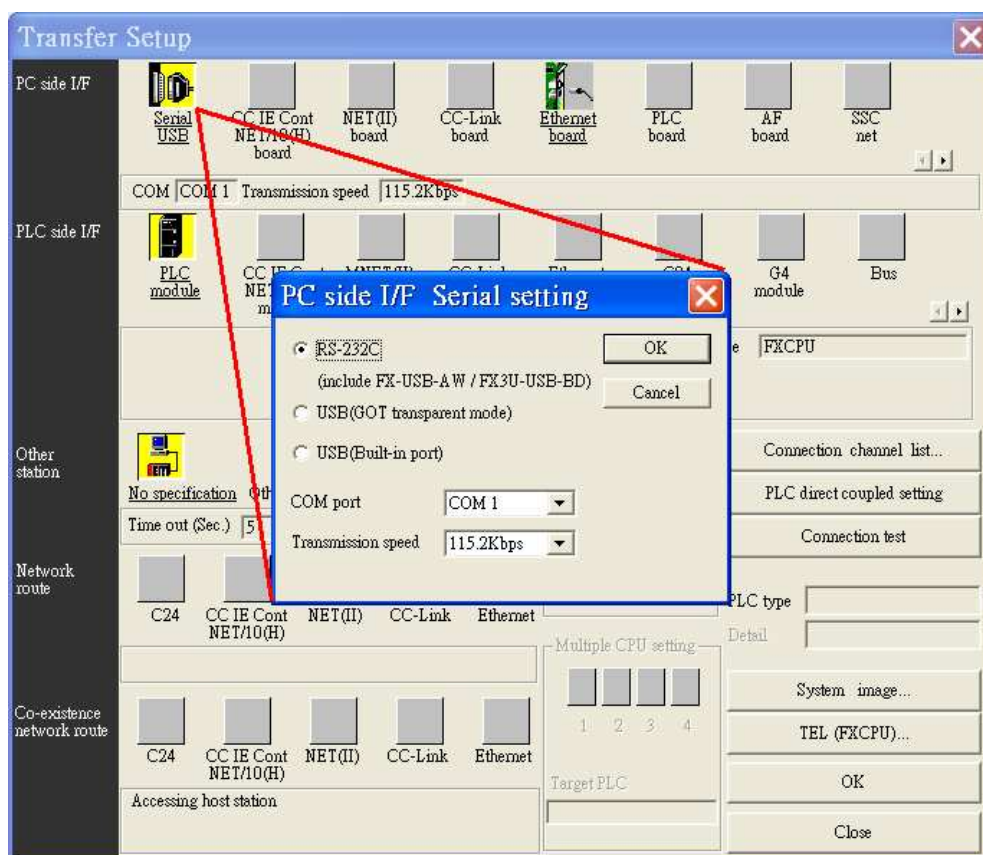 Transfer Setup
PC side I/F
Serial
USB
CC IE Cont
NET/10(H)
board
NET(II)
board
CC-Link
board
Ethernet
board
PLC
board
AF
board
SSC
net
COM COM 1 Transmission speed 115.2Kbps
PLC side I/F
PLC
module
G4
module
Bus
FXCPU
PC side I/F Serial setting
RS-232C
(include FX-USB-AW / FX3U-USB-BD)
USB(GOT transparent mode)
USB(Built-in port)
COM port COM 1
Transmission speed 115.2Kbps
OK
Cancel
Other
station
No specification
Time out (Sec.) 5
Connection channel list...
PLC direct coupled setting
Connection test
Network
route
C24
CC IE Cont
NET/10(H)
NET(II)
CC-Link
Ethernet
PLC type
Detail
Multiple CPU setting
1 2 3 4
Target PLC
System image...
TEL (FXCPU)...
OK
Close
Co-existence
network route
C24
CC IE Cont
NET/10(H)
NET(II)
CC-Link
Ethernet
Accessing host station